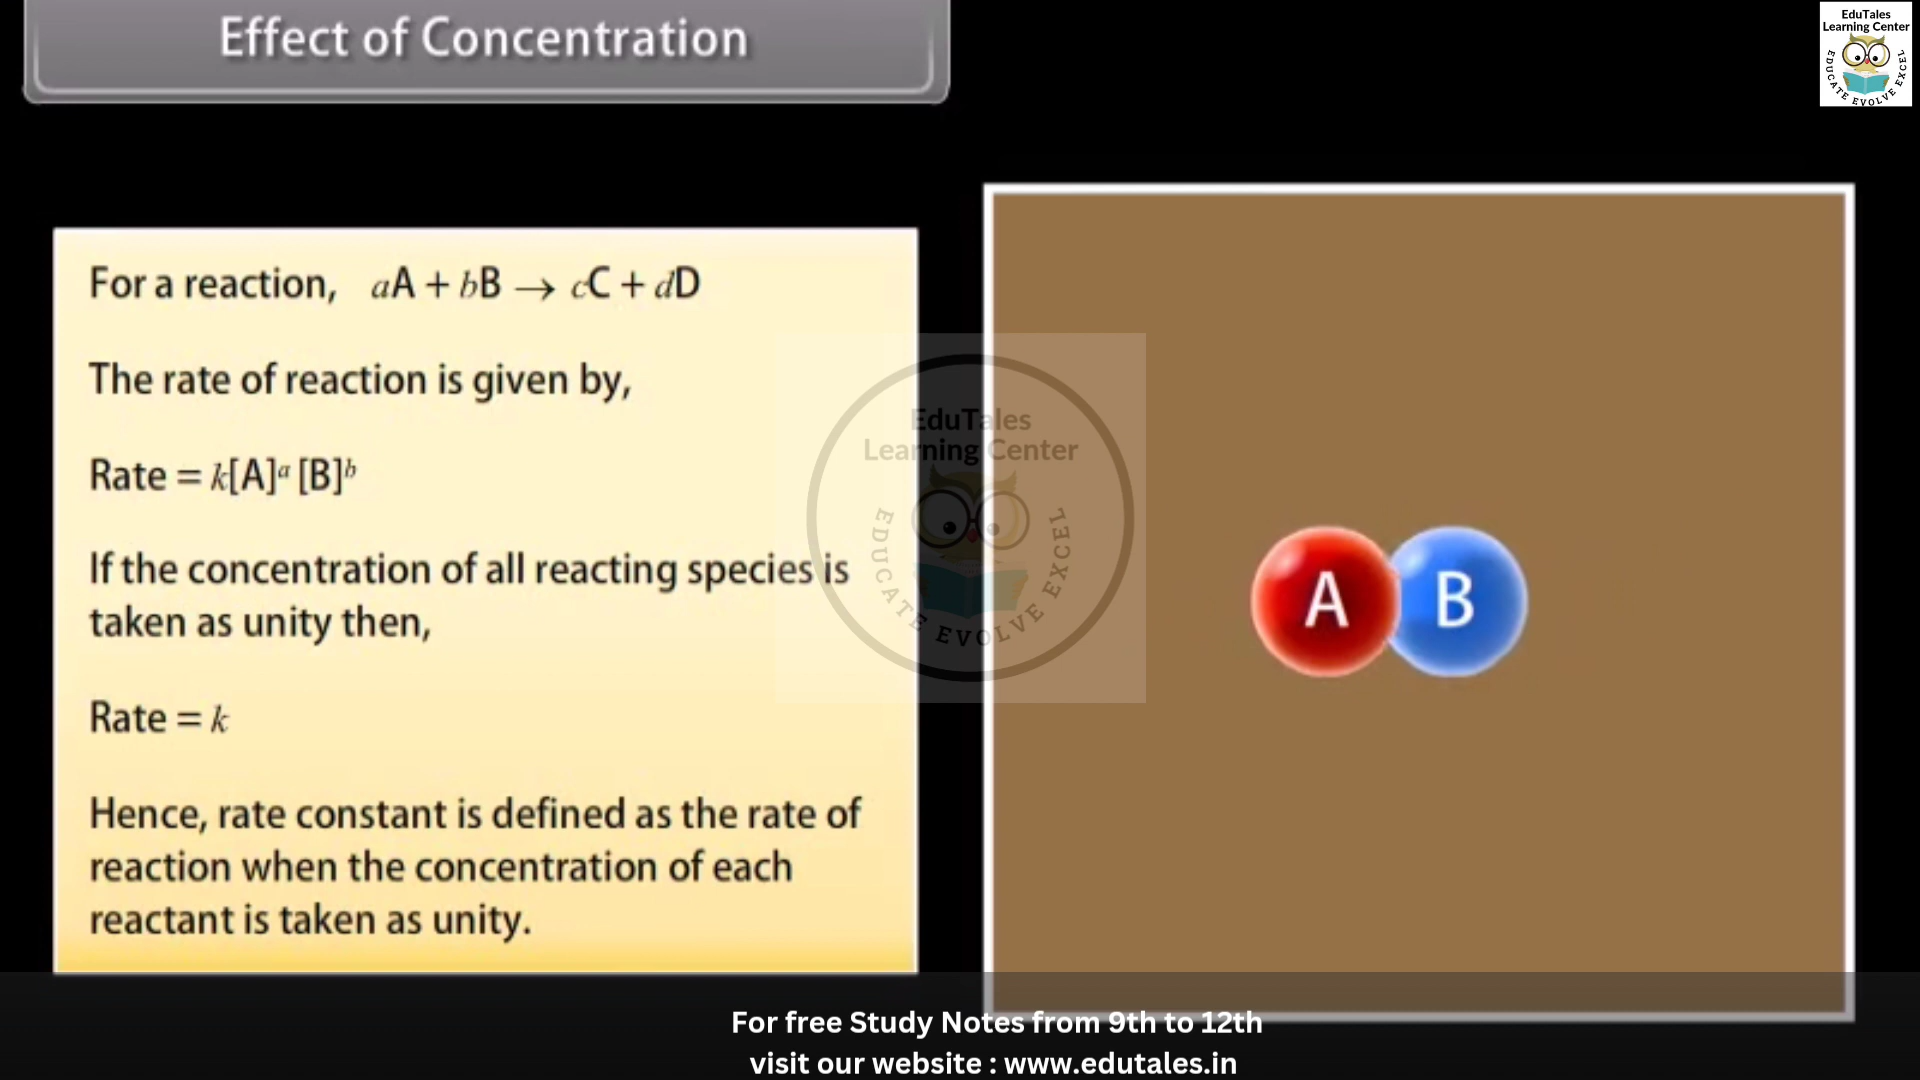 Effect of Concentration
EduTales
Learning Center
EDUCATE EVOLVE EXCEL
For a reaction, aA + bB → cC + dD
The rate of reaction is given by,
Rate = k[A]ᵃ [B]ᵇ
If the concentration of all reacting species is
taken as unity then,
Rate = k
Hence, rate constant is defined as the rate of
reaction when the concentration of each
reactant is taken as unity.
EduTales
Learning Center
EDUCATE EVOLVE EXCEL
A B
For free Study Notes from 9th to 12th
visit our website : www.edutales.in